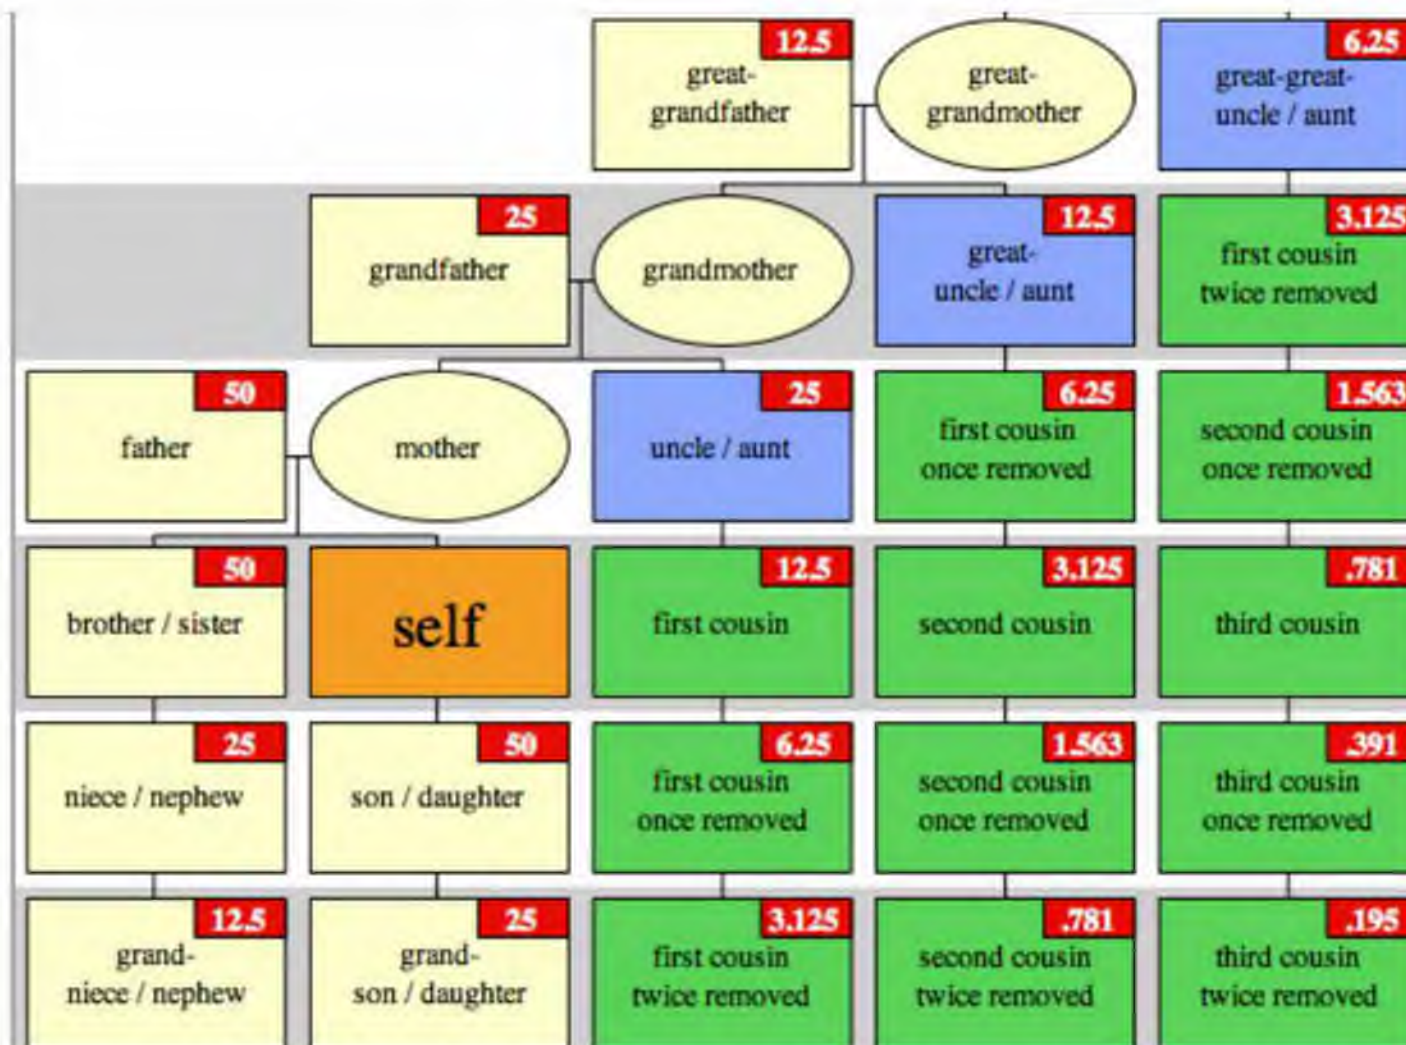 12.5
great-
grandfather
great-
grandmother
6.25
great-great-
uncle / aunt
25
grandfather
grandmother
12.5
great-
uncle / aunt
3.125
first cousin
twice removed
50
father
mother
25
uncle / aunt
6.25
first cousin
once removed
1.563
second cousin
once removed
50
brother / sister
self
12.5
first cousin
3.125
second cousin
.781
third cousin
25
niece / nephew
50
son / daughter
6.25
first cousin
once removed
1.563
second cousin
once removed
.391
third cousin
once removed
12.5
grand-
niece / nephew
25
grand-
son / daughter
3.125
first cousin
twice removed
.781
second cousin
twice removed
.195
third cousin
twice removed